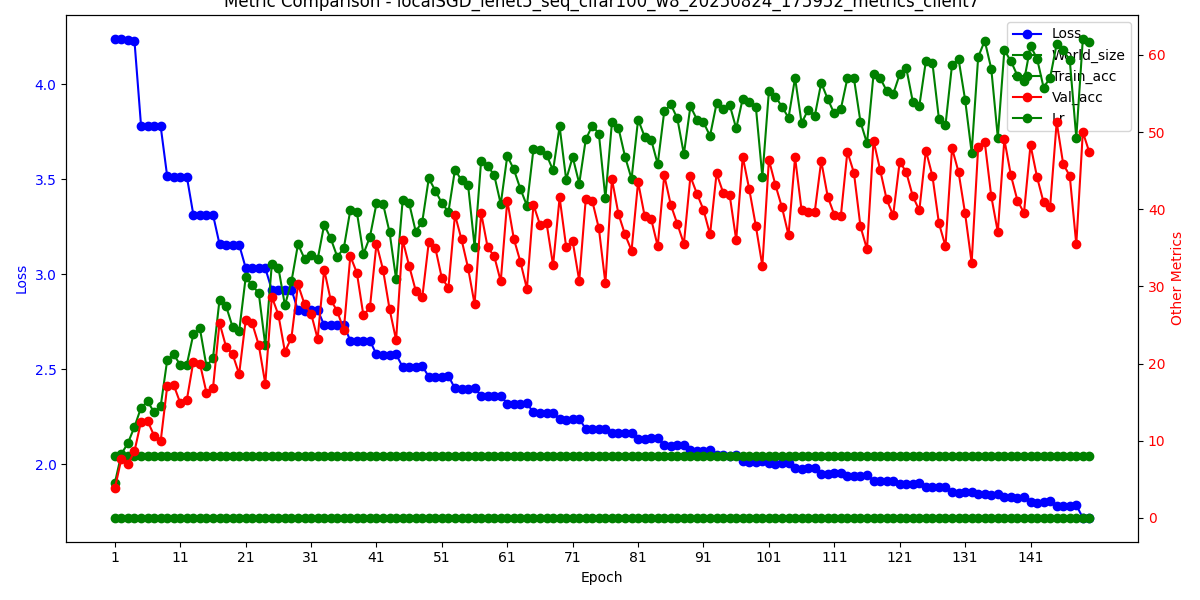 Metric Comparison - localSGD_lenet5_seq_cifar100_w8_20250824_175952_metrics_client7
Loss
World_size
Train_acc
Val_acc
Lr
4.0
3.5
3.0
2.5
2.0
Loss
60
50
40
30
20
10
0
Other Metrics
1 11 21 31 41 51 61 71 81 91 101 111 121 131 141
Epoch